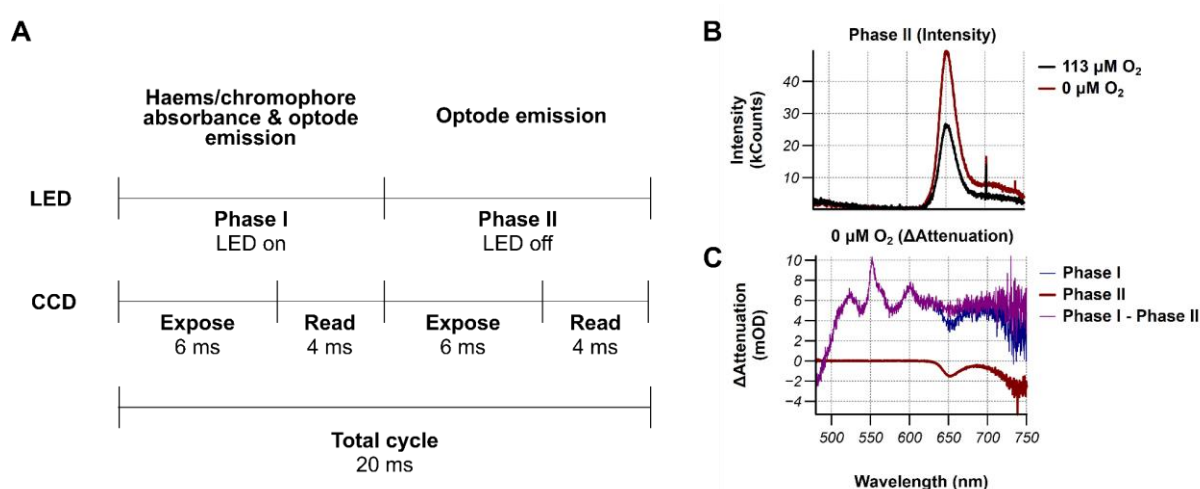 A
Haems/chromophore
absorbance & optode
emission
Optode emission
LED
Phase I
LED on
Phase II
LED off
CCD
Expose
6 ms
Read
4 ms
Expose
6 ms
Read
4 ms
Total cycle
20 ms
B
Phase II (Intensity)
Intensity
(kCounts)
40
30
20
10
113 µM O₂
0 µM O₂
C
0 µM O₂ (ΔAttenuation)
ΔAttenuation
(mOD)
10
8
6
4
2
0
−2
−4
500 550 600 650 700 750
Wavelength (nm)
Phase I
Phase II
Phase I - Phase II